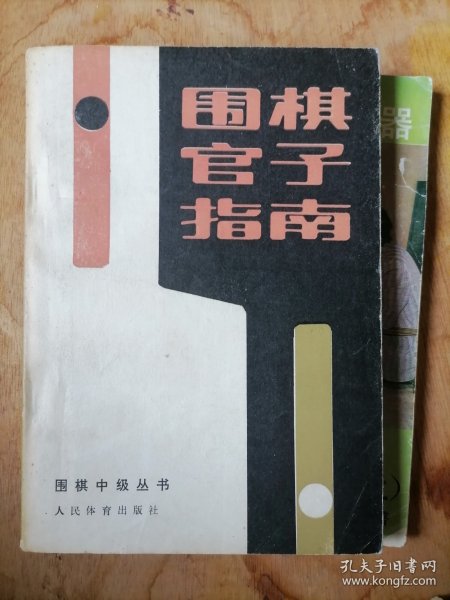 围棋
官子
指南
围棋中级丛书
人民体育出版社
器
孔夫子旧书网
www.kongfz.com